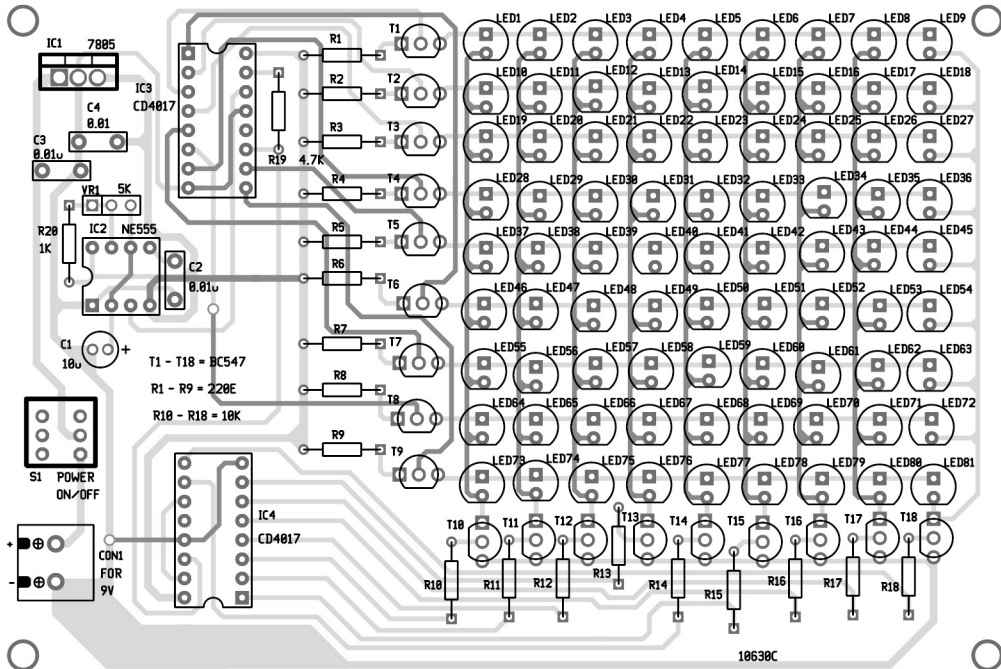 IC1 7805
IC3
CD4017
C4
0.01
C3
0.01u
VR1 5K
R20
1K
IC2 NE555
C2
0.01u
C1
10u
+
T1 - T18 = BC547
R1 - R9 = 220E
R10 - R18 = 10K
S1 POWER
ON/OFF
+
-
CON1
FOR
9V
IC4
CD4017
R19 4.7K
R1
R2
R3
R4
R5
R6
R7
R8
R9
T1
T2
T3
T4
T5
T6
T7
T8
T9
LED1 LED2 LED3 LED4 LED5 LED6 LED7 LED8 LED9
LED10 LED11 LED12 LED13 LED14 LED15 LED16 LED17 LED18
LED19 LED20 LED21 LED22 LED23 LED24 LED25 LED26 LED27
LED28 LED29 LED30 LED31 LED32 LED33 LED34 LED35 LED36
LED37 LED38 LED39 LED40 LED41 LED42 LED43 LED44 LED45
LED46 LED47 LED48 LED49 LED50 LED51 LED52 LED53 LED54
LED55 LED56 LED57 LED58 LED59 LED60 LED61 LED62 LED63
LED64 LED65 LED66 LED67 LED68 LED69 LED70 LED71 LED72
LED73 LED74 LED75 LED76 LED77 LED78 LED79 LED80 LED81
T10 T11 T12 T13 T14 T15 T16 T17 T18
R10 R11 R12 R13 R14 R15 R16 R17 R18
10630C